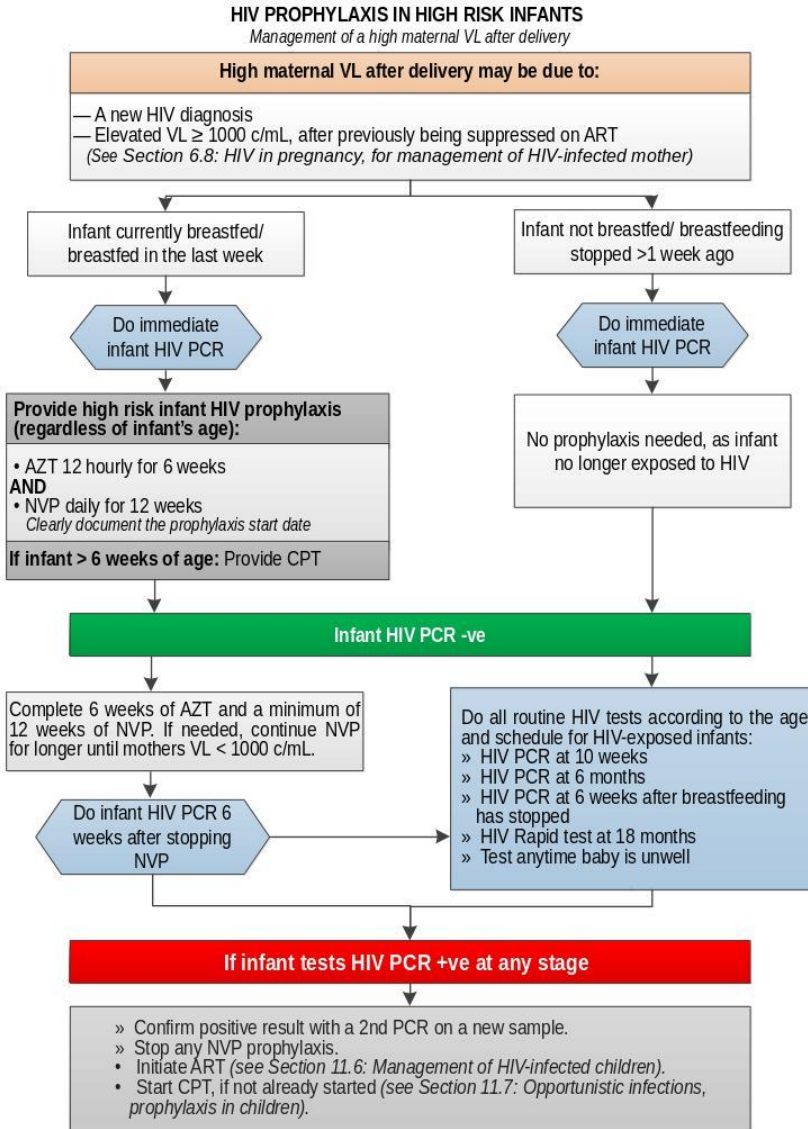 HIV PROPHYLAXIS IN HIGH RISK INFANTS
Management of a high maternal VL after delivery
High maternal VL after delivery may be due to:
— A new HIV diagnosis
— Elevated VL ≥ 1000 c/mL, after previously being suppressed on ART
(See Section 6.8: HIV in pregnancy, for management of HIV-infected mother)
Infant currently breastfed/
breastfed in the last week
Infant not breastfed/ breastfeeding
stopped >1 week ago
Do immediate
infant HIV PCR
Do immediate
infant HIV PCR
Provide high risk infant HIV prophylaxis
(regardless of infant's age):
• AZT 12 hourly for 6 weeks
AND
• NVP daily for 12 weeks
Clearly document the prophylaxis start date
If infant > 6 weeks of age: Provide CPT
No prophylaxis needed, as infant
no longer exposed to HIV
Infant HIV PCR -ve
Complete 6 weeks of AZT and a minimum of
12 weeks of NVP. If needed, continue NVP
for longer until mothers VL < 1000 c/mL.
Do infant HIV PCR 6
weeks after stopping
NVP
Do all routine HIV tests according to the age
and schedule for HIV-exposed infants:
» HIV PCR at 10 weeks
» HIV PCR at 6 months
» HIV PCR at 6 weeks after breastfeeding
has stopped
» HIV Rapid test at 18 months
» Test anytime baby is unwell
If infant tests HIV PCR +ve at any stage
» Confirm positive result with a 2nd PCR on a new sample.
» Stop any NVP prophylaxis.
• Initiate ART (see Section 11.6: Management of HIV-infected children).
• Start CPT, if not already started (see Section 11.7: Opportunistic infections,
prophylaxis in children).